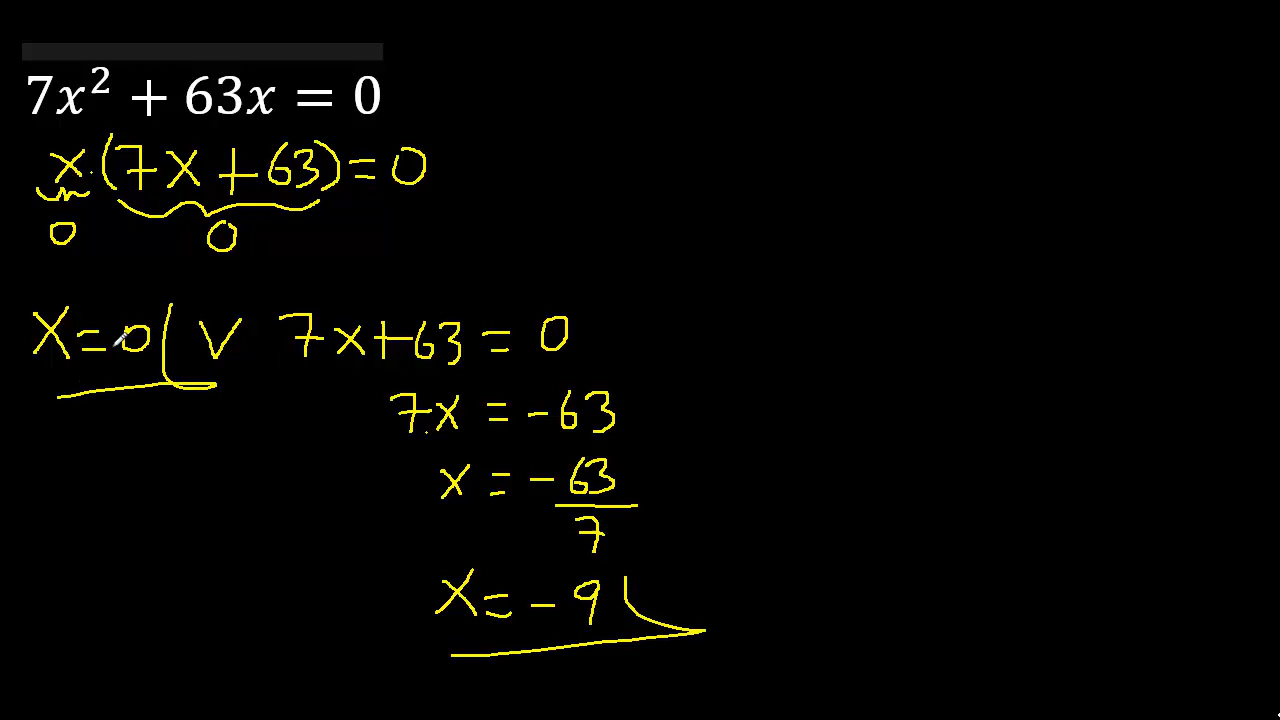 7x² + 63x = 0
x·(7x+63)=0
0 0
x=0 ∨ 7x+63=0
7x=-63
x=-63/7
x=-9